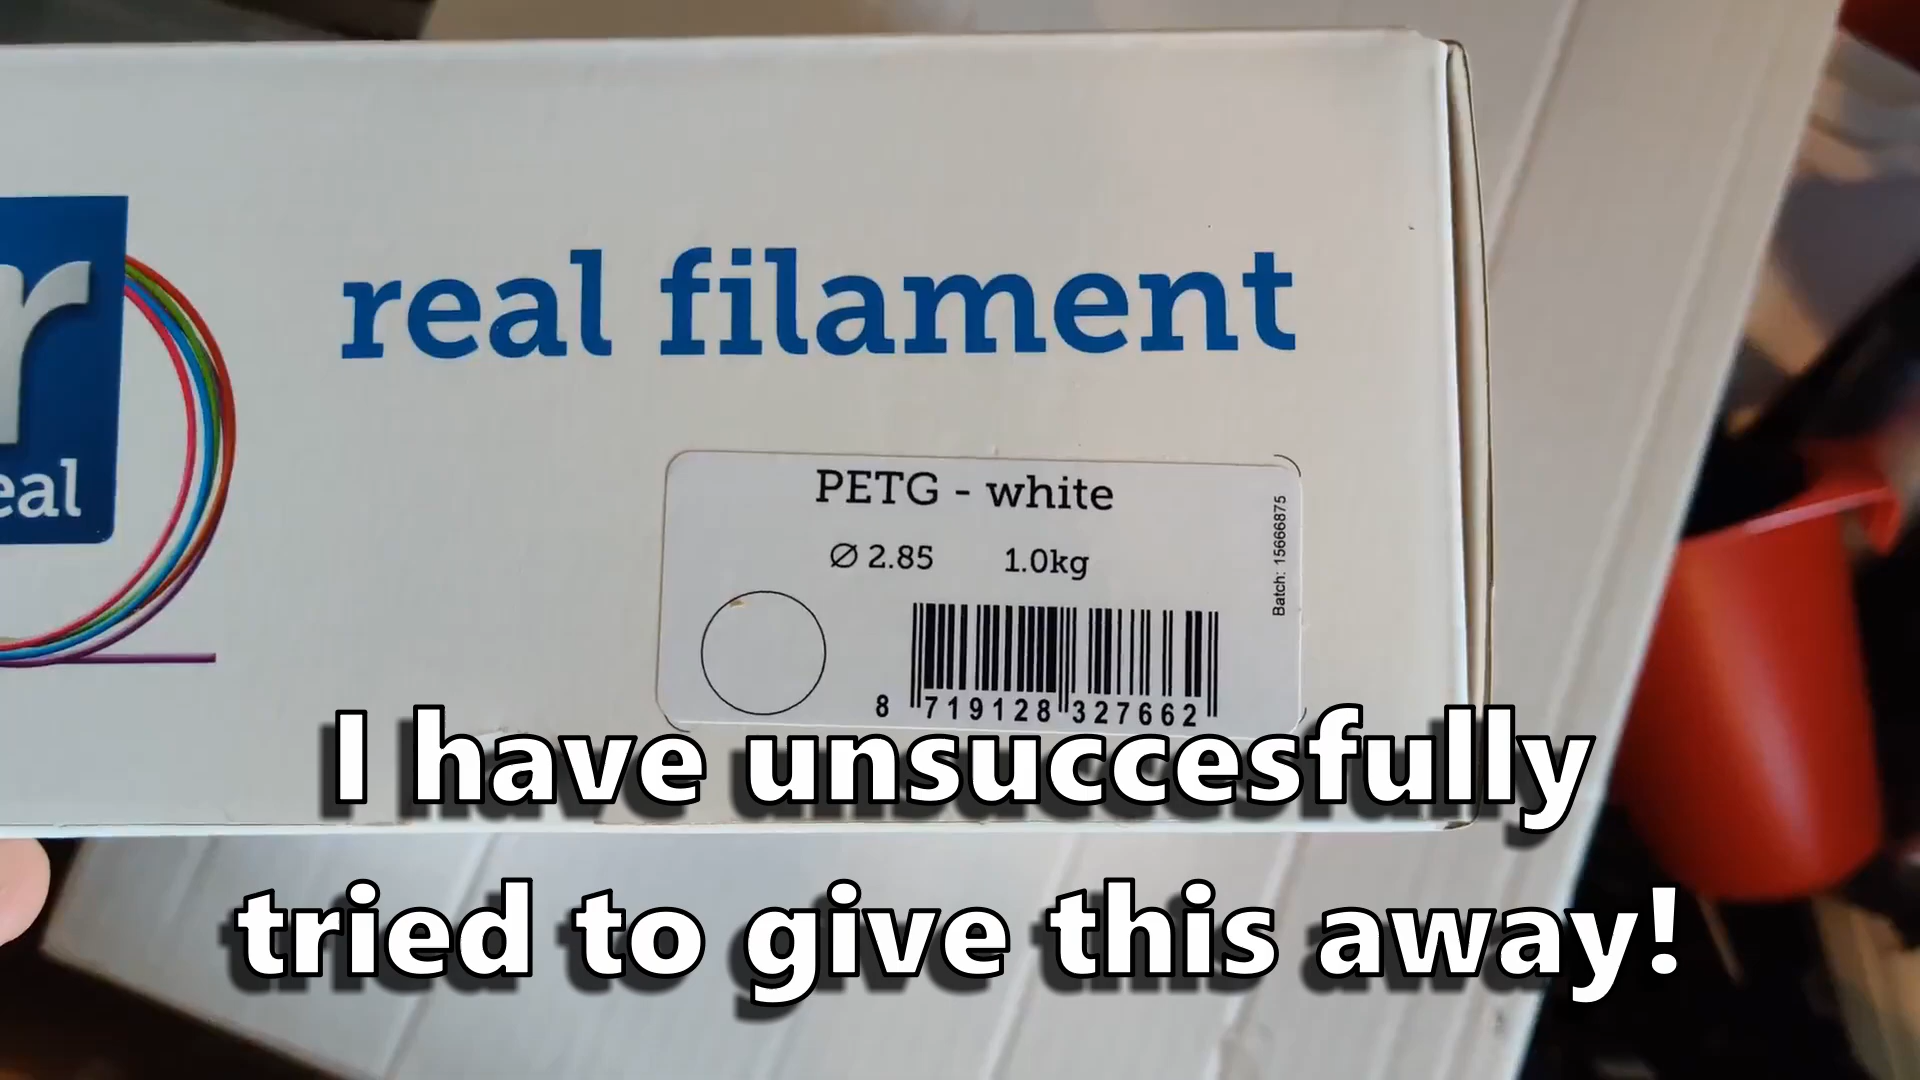 r
real filament
eal
PETG - white
Ø 2.85 1.0kg
Batch: 15666875
8 719128 327662
I have unsuccesfully
tried to give this away!